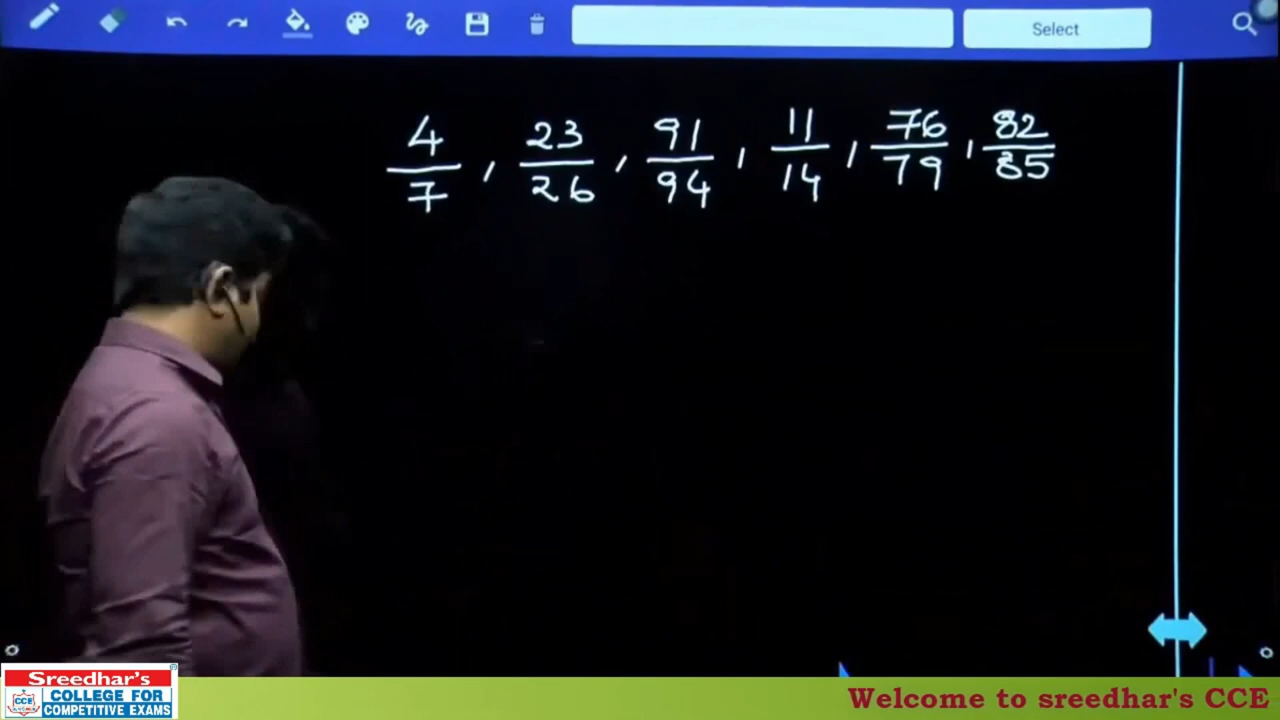 Select
4/7 , 23/26 , 91/94 , 11/14 , 76/79 , 82/85
Sreedhar's
CCE
COLLEGE FOR
COMPETITIVE EXAMS
Welcome to sreedhar's CCE